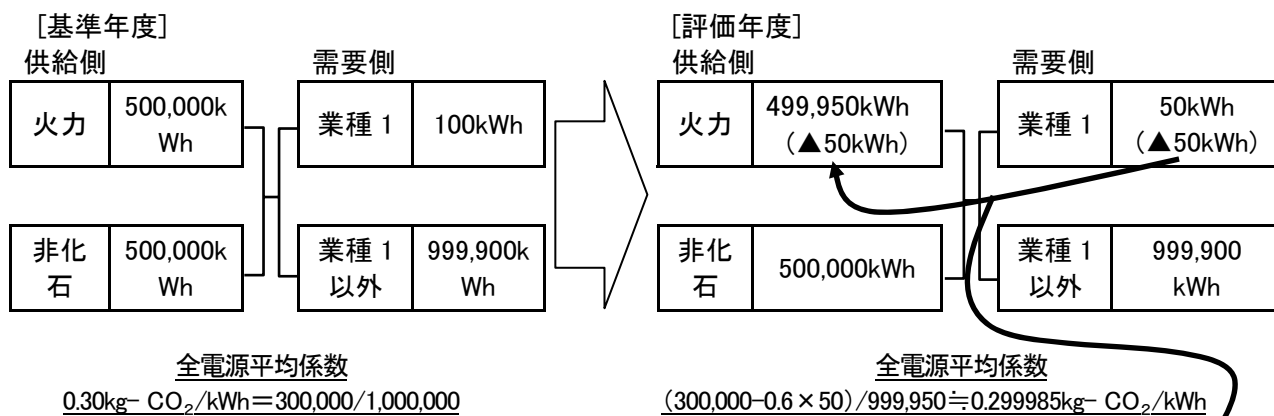 [基準年度]
供給側
需要側
火力
500,000k
Wh
業種1
100kWh
非化
石
500,000k
Wh
業種1
以外
999,900k
Wh
全電源平均係数
0.30kg- CO₂/kWh=300,000/1,000,000
[評価年度]
供給側
需要側
火力
499,950kWh
(▲50kWh)
業種1
50kWh
(▲50kWh)
非化
石
500,000kWh
業種1
以外
999,900
kWh
全電源平均係数
(300,000-0.6×50)/999,950≒0.299985kg- CO₂/kWh